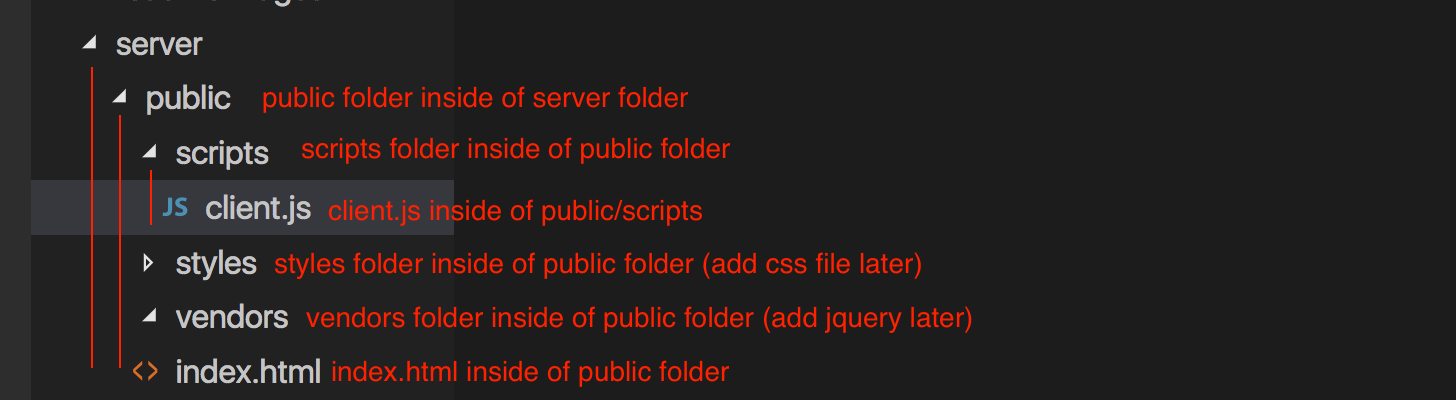 server
public public folder inside of server folder
scripts scripts folder inside of public folder
JS client.js client.js inside of public/scripts
styles styles folder inside of public folder (add css file later)
vendors vendors folder inside of public folder (add jquery later)
<> index.html index.html inside of public folder